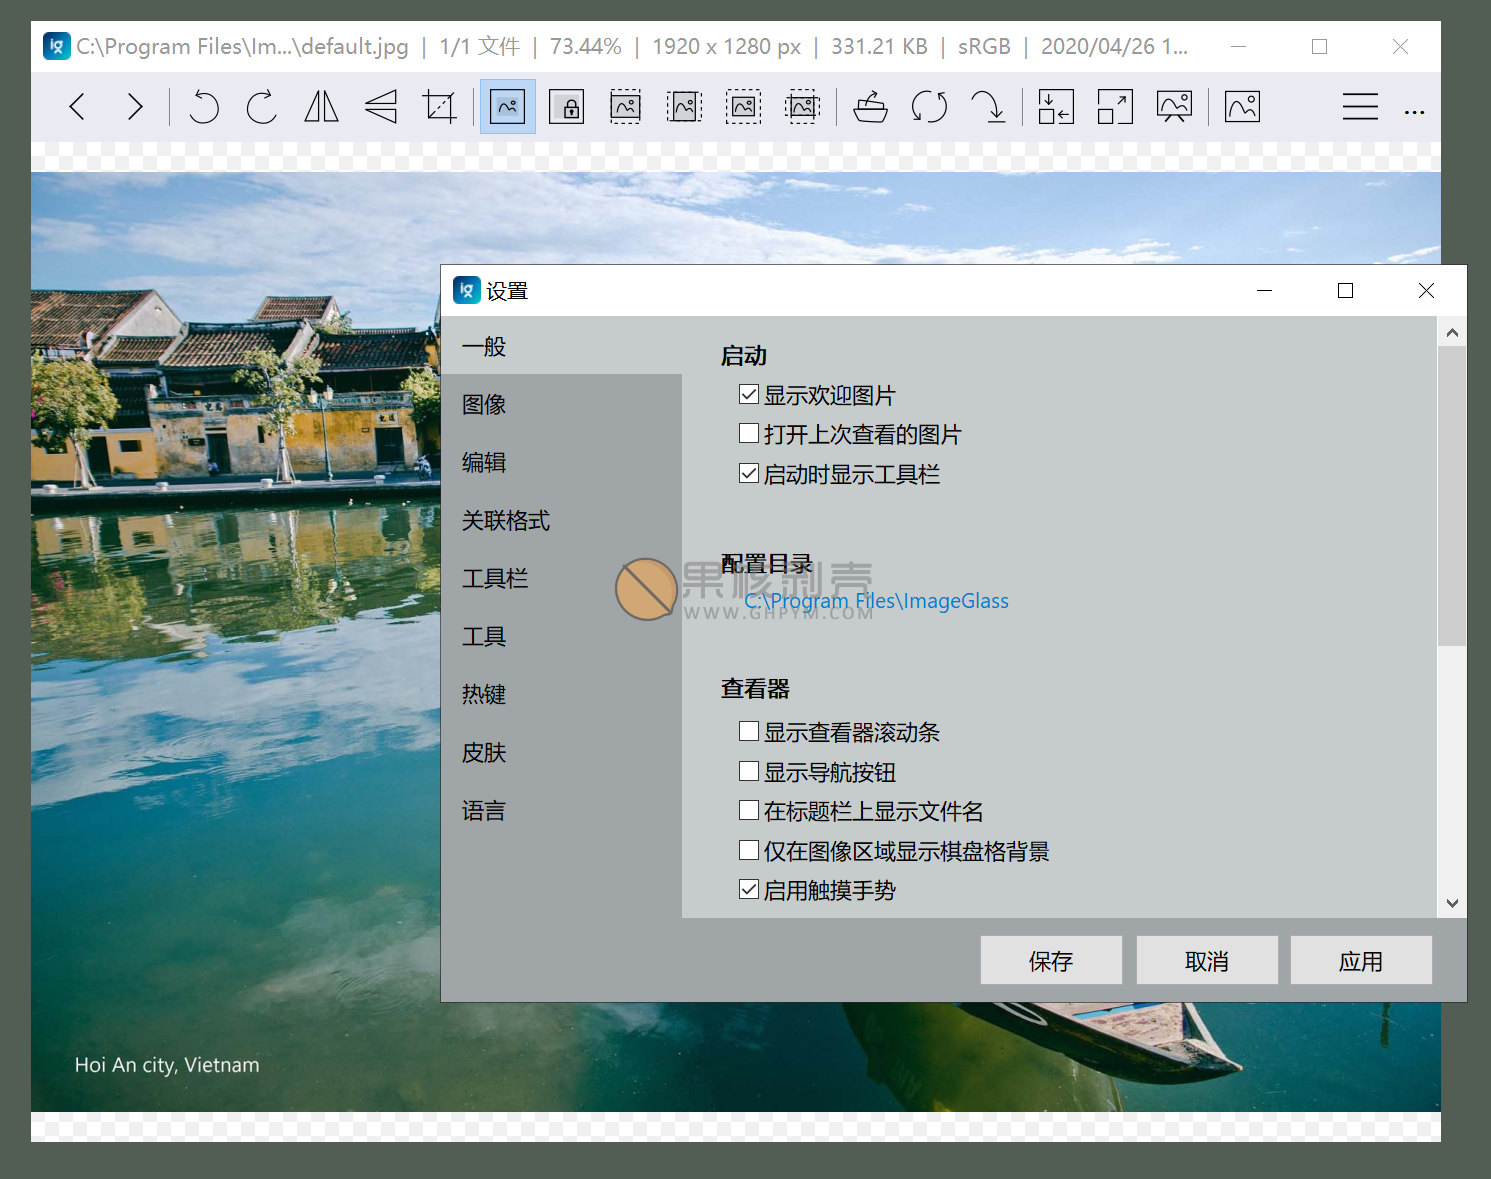 C:\Program Files\Im...\default.jpg | 1/1 文件 | 73.44% | 1920 x 1280 px | 331.21 KB | sRGB | 2020/04/26 1...
设置
一般
图像
编辑
关联格式
工具栏
工具
热键
皮肤
语言
启动
显示欢迎图片
打开上次查看的图片
启动时显示工具栏
配置目录
C:\Program Files\ImageGlass
果核剥壳
WWW.GHPYM.COM
查看器
显示查看器滚动条
显示导航按钮
在标题栏上显示文件名
仅在图像区域显示棋盘格背景
启用触摸手势
保存 取消 应用
Hoi An city, Vietnam